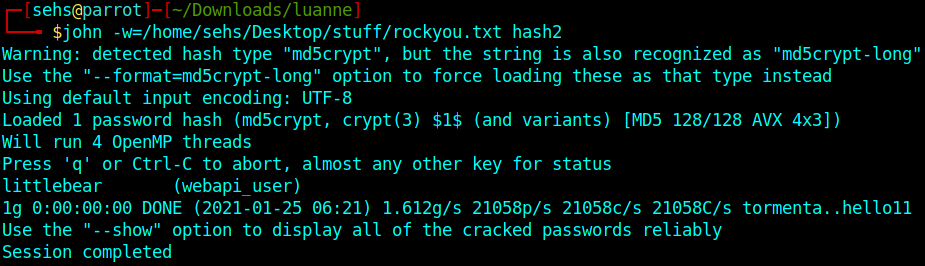 ┌─[sehs@parrot]─[~/Downloads/luanne]
└──╼ $john -w=/home/sehs/Desktop/stuff/rockyou.txt hash2
Warning: detected hash type "md5crypt", but the string is also recognized as "md5crypt-long"
Use the "--format=md5crypt-long" option to force loading these as that type instead
Using default input encoding: UTF-8
Loaded 1 password hash (md5crypt, crypt(3) $1$ (and variants) [MD5 128/128 AVX 4x3])
Will run 4 OpenMP threads
Press 'q' or Ctrl-C to abort, almost any other key for status
littlebear       (webapi_user)
1g 0:00:00:00 DONE (2021-01-25 06:21) 1.612g/s 21058p/s 21058c/s 21058C/s tormenta..hello11
Use the "--show" option to display all of the cracked passwords reliably
Session completed